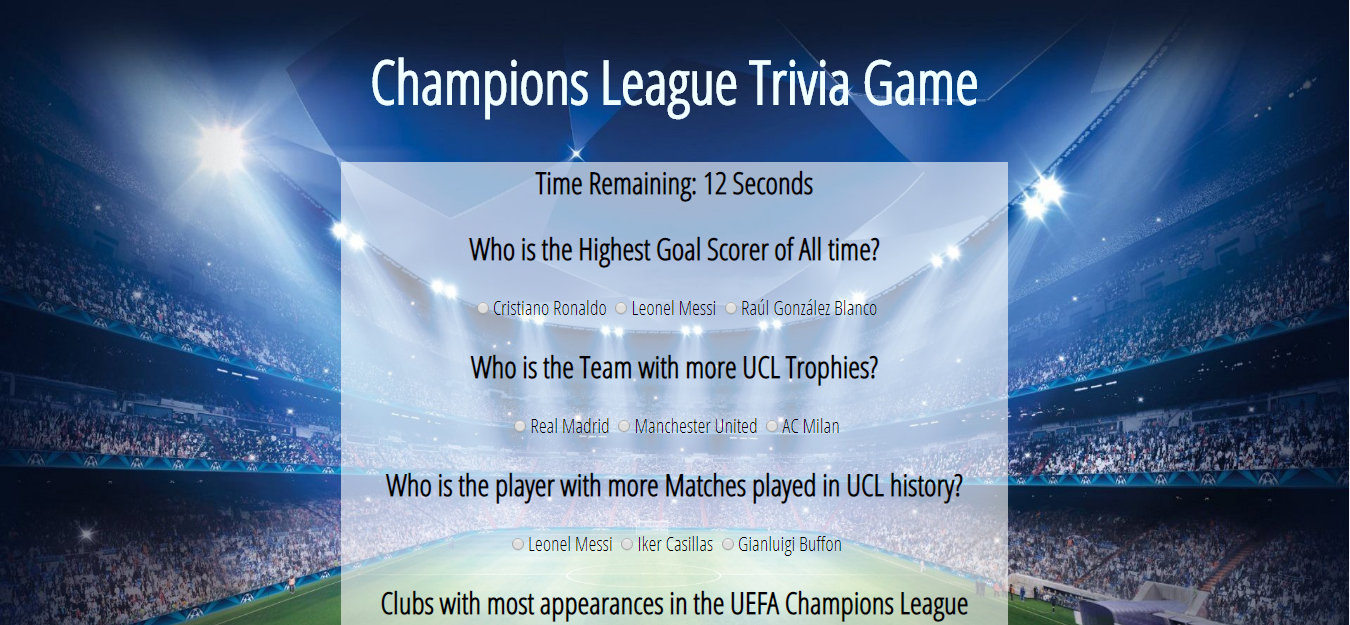 Champions League Trivia Game
Time Remaining: 12 Seconds
Who is the Highest Goal Scorer of All time?
Cristiano Ronaldo Leonel Messi Raúl González Blanco
Who is the Team with more UCL Trophies?
Real Madrid Manchester United AC Milan
Who is the player with more Matches played in UCL history?
Leonel Messi Iker Casillas Gianluigi Buffon
Clubs with most appearances in the UEFA Champions League